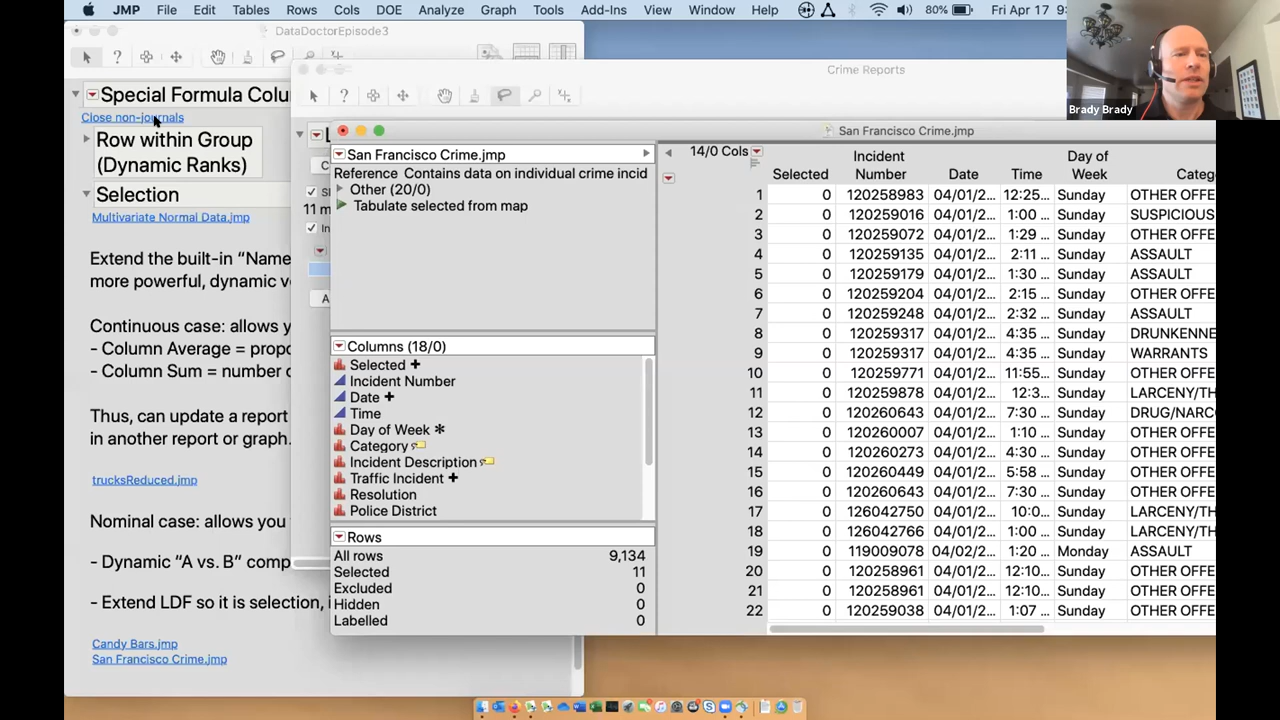 JMP File Edit Tables Rows Cols DOE Analyze Graph Tools Add-Ins View Window Help 80% Fri Apr 17
DataDoctorEpisode3
Special Formula Colu
Close non-journals
Row within Group
(Dynamic Ranks)
Selection
Multivariate Normal Data.jmp
Extend the built-in “Name
more powerful, dynamic v
Continuous case: allows y
- Column Average = propo
- Column Sum = number o
Thus, can update a report
in another report or graph.
trucksReduced.jmp
Nominal case: allows you
- Dynamic “A vs. B” comp
- Extend LDF so it is selection, i
Candy Bars.jmp
San Francisco Crime.jmp
Crime Reports
11 m
San Francisco Crime.jmp
San Francisco Crime.jmp
Reference Contains data on individual crime incid
Other (20/0)
Tabulate selected from map
Columns (18/0)
Selected
Incident Number
Date
Time
Day of Week
Category
Incident Description
Traffic Incident
Resolution
Police District
Rows
All rows 9,134
Selected 11
Excluded 0
Hidden 0
Labelled 0
14/0 Cols
Selected Incident Number Date Time Day of Week Categ
1 0 120258983 04/01/2... 12:25... Sunday OTHER OFFE
2 0 120259016 04/01/2... 1:00 ... Sunday SUSPICIOUS
3 0 120259072 04/01/2... 1:29 ... Sunday OTHER OFFE
4 0 120259135 04/01/2... 2:11 ... Sunday ASSAULT
5 0 120259179 04/01/2... 1:30 ... Sunday ASSAULT
6 0 120259204 04/01/2... 2:15 ... Sunday OTHER OFFE
7 0 120259248 04/01/2... 2:32 ... Sunday ASSAULT
8 0 120259317 04/01/2... 4:35 ... Sunday DRUNKENNE
9 0 120259317 04/01/2... 4:35 ... Sunday WARRANTS
10 0 120259771 04/01/2... 11:55... Sunday OTHER OFFE
11 0 120259878 04/01/2... 12:3... Sunday LARCENY/TH
12 0 120260643 04/01/2... 7:30 ... Sunday DRUG/NARC
13 0 120260007 04/01/2... 1:10 ... Sunday OTHER OFFE
14 0 120260273 04/01/2... 4:30 ... Sunday OTHER OFFE
15 0 120260449 04/01/2... 5:58 ... Sunday OTHER OFFE
16 0 120260643 04/01/2... 7:30 ... Sunday OTHER OFFE
17 0 126042750 04/01/2... 10:0... Sunday LARCENY/TH
18 0 126042766 04/01/2... 1:00 ... Sunday LARCENY/TH
19 0 119009078 04/02/2... 1:20 ... Monday ASSAULT
20 0 120258961 04/01/2... 12:10... Sunday OTHER OFFE
21 0 120258961 04/01/2... 12:10... Sunday OTHER OFFE
22 0 120259038 04/01/2... 1:07 ... Sunday OTHER OFFE
Brady Brady